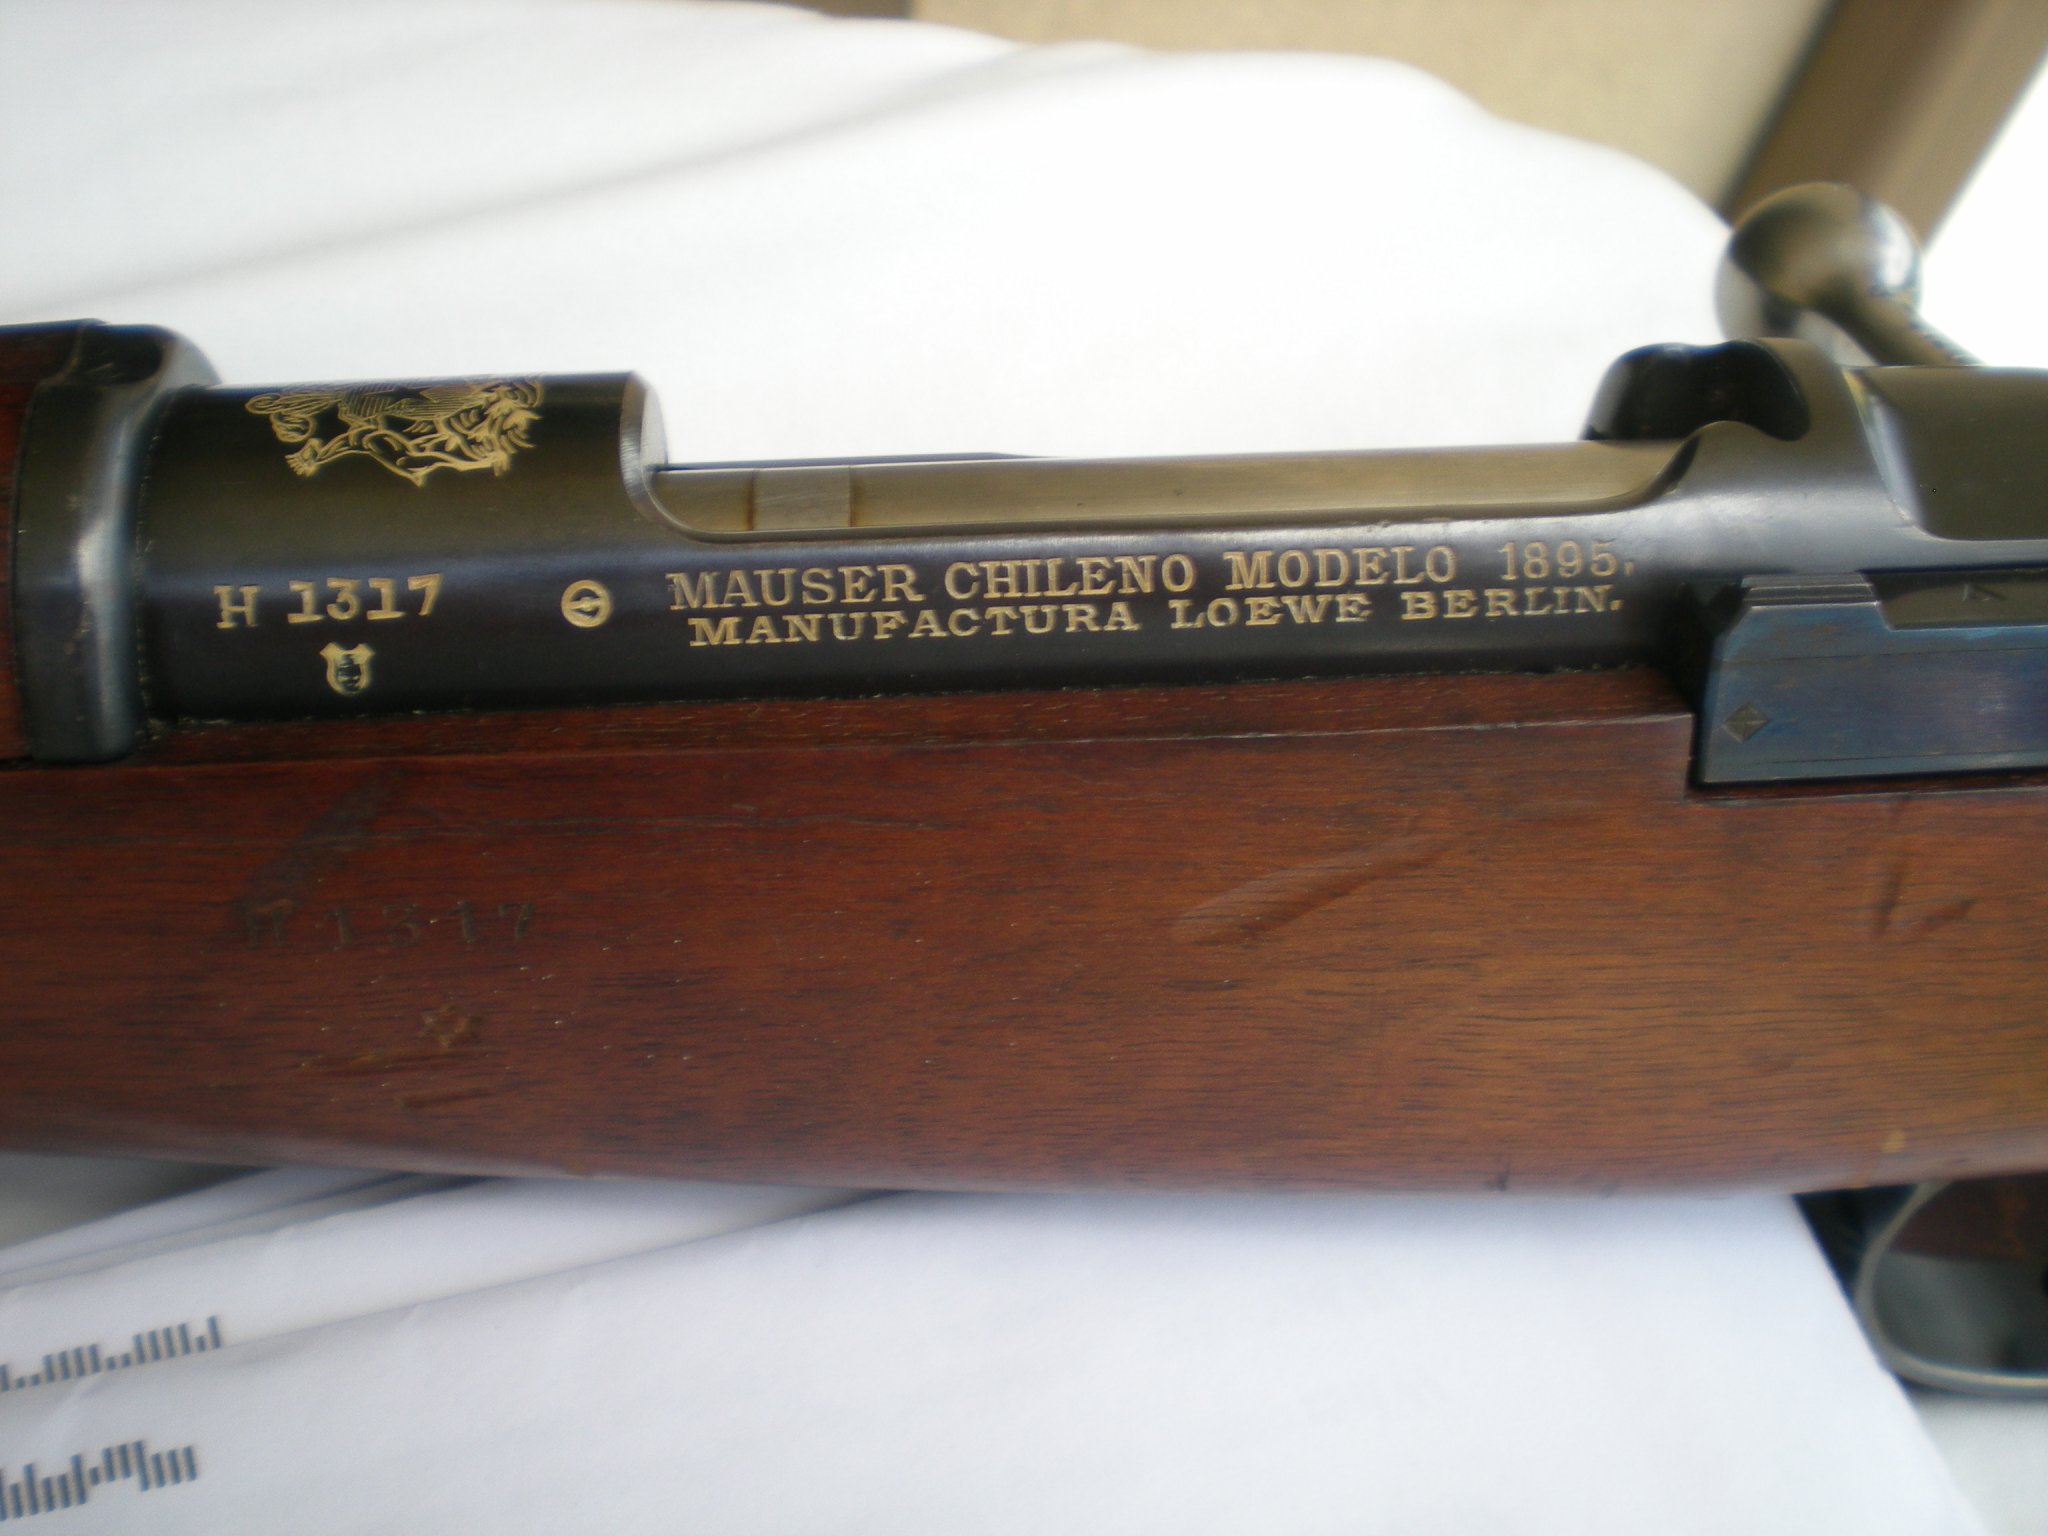 H 1317
MAUSER CHILENO MODELO 1895.
MANUFACTURA LOEWE BERLIN.
H 1317